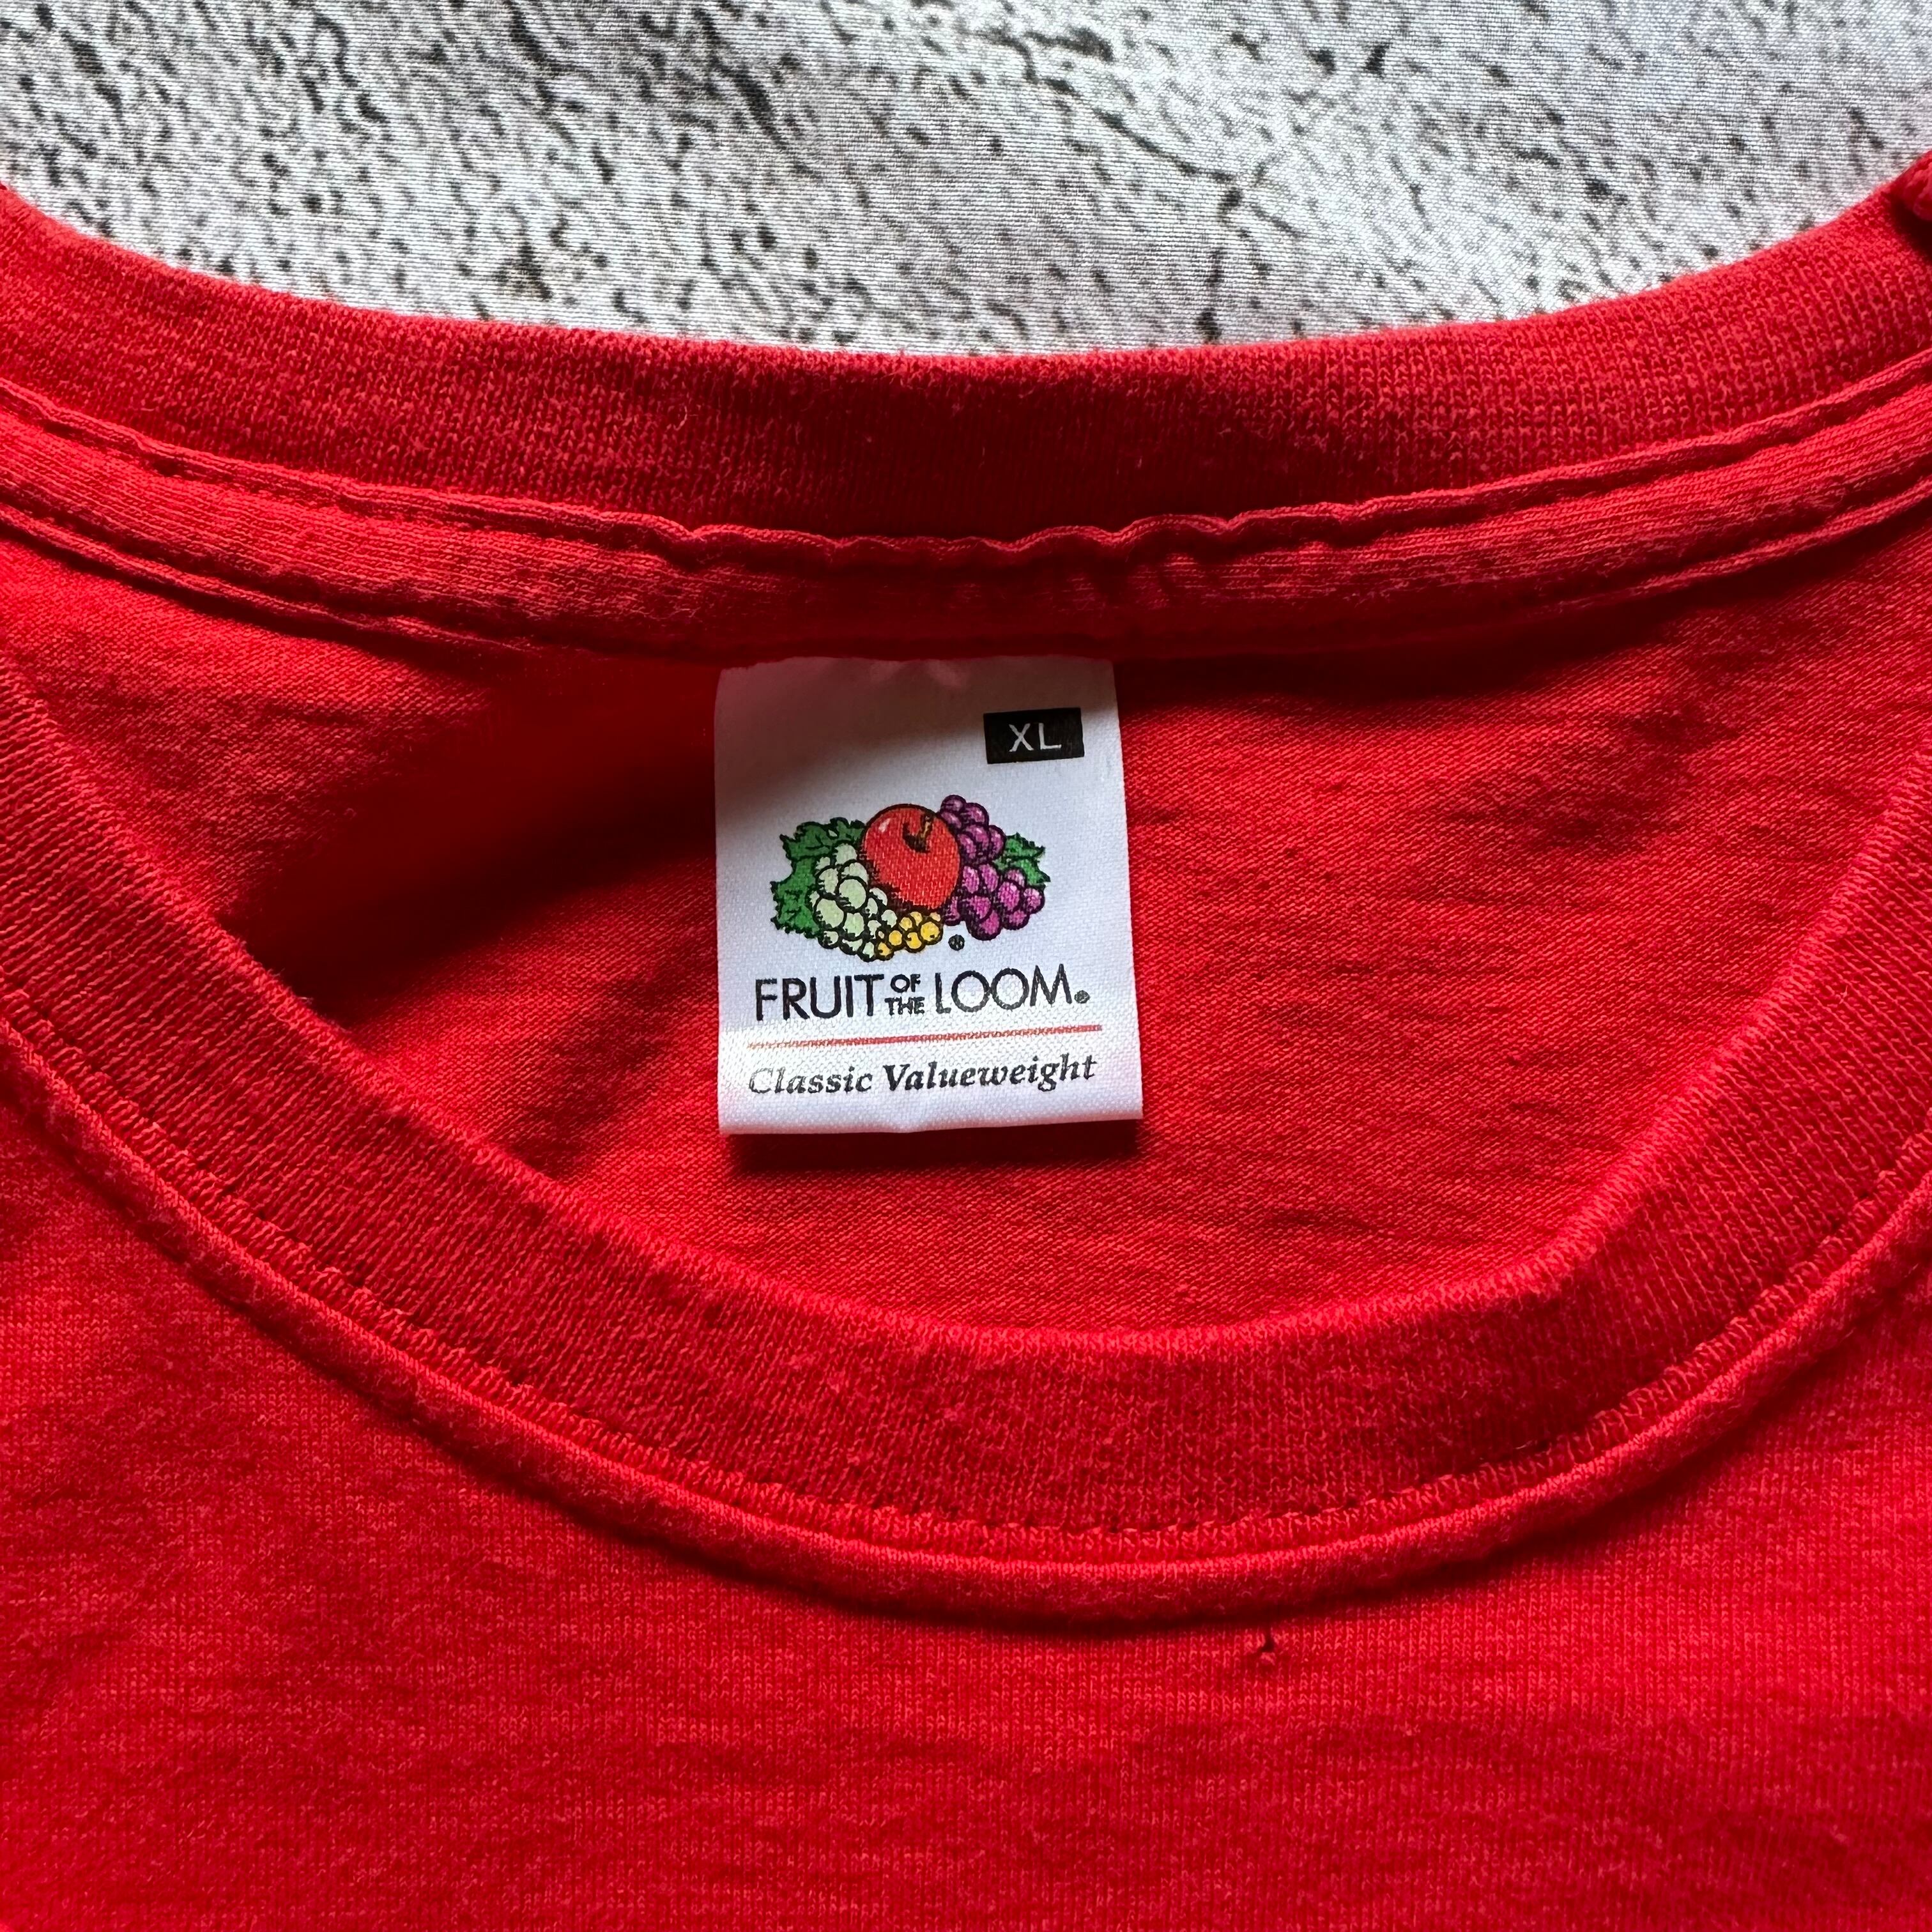 XL
®
FRUIT OF THE LOOM®
Classic Valueweight